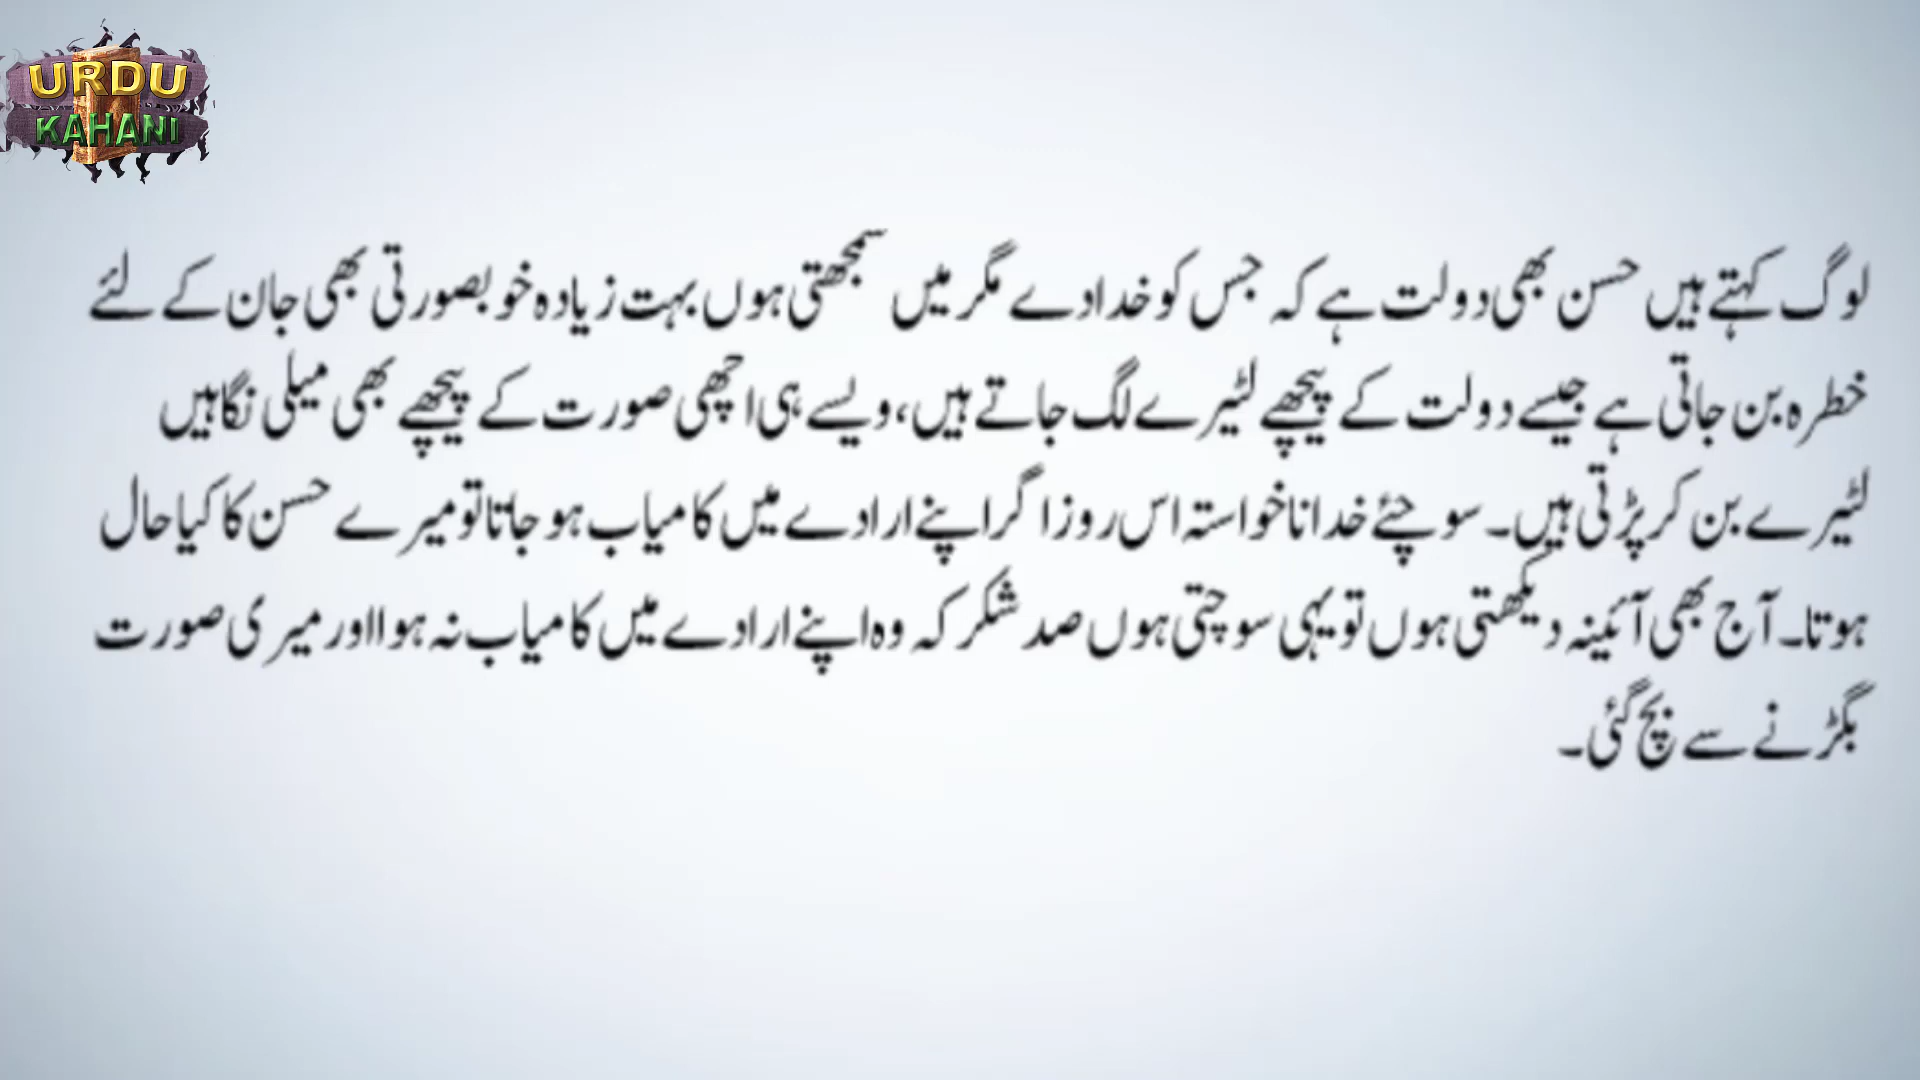 URDU
KAHANI
لوگ کہتے ہیں حسن بھی دولت ہے کہ جس کو خدا دے مگر میں سمجھتی ہوں بہت زیادہ خوبصورتی بھی جان کے لئے
خطرہ بن جاتی ہے جیسے دولت کے پیچھے لٹیرے لگ جاتے ہیں، ویسے ہی اچھی صورت کے پیچھے بھی میلی نگاہیں
لٹیرے بن کر پڑتی ہیں۔ سوچئے خدانا خواستہ اس روز اگر اپنے ارادے میں کامیاب ہو جاتا تو میرے حسن کا کیا حال
ہوتا۔ آج بھی آئینہ دیکھتی ہوں تو یہی سوچتی ہوں صد شکر کہ وہ اپنے ارادے میں کامیاب نہ ہوا اور میری صورت
بگڑنے سے بچ گئی۔